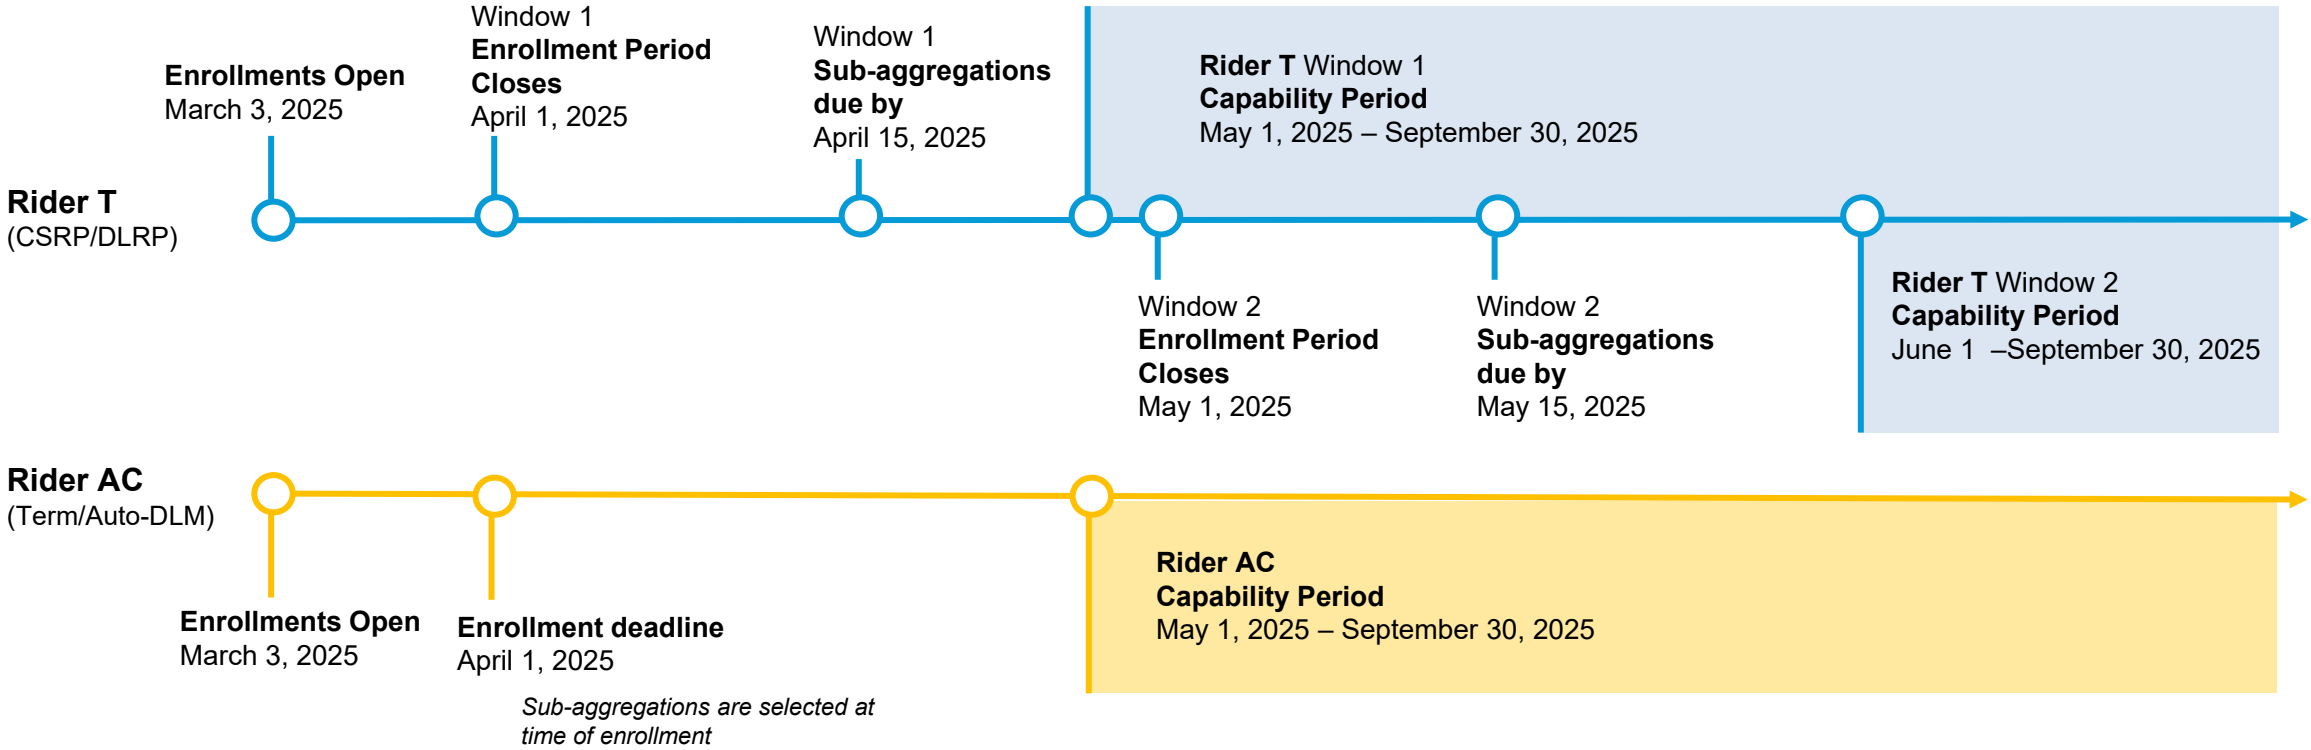 Enrollments Open
March 3, 2025
Window 1
Enrollment Period
Closes
April 1, 2025
Window 1
Sub-aggregations
due by
April 15, 2025
Rider T Window 1
Capability Period
May 1, 2025 – September 30, 2025
Rider T
(CSRP/DLRP)
Window 2
Enrollment Period
Closes
May 1, 2025
Window 2
Sub-aggregations
due by
May 15, 2025
Rider T Window 2
Capability Period
June 1  –September 30, 2025
Rider AC
(Term/Auto-DLM)
Enrollments Open
March 3, 2025
Enrollment deadline
April 1, 2025
Sub-aggregations are selected at
time of enrollment
Rider AC
Capability Period
May 1, 2025 – September 30, 2025